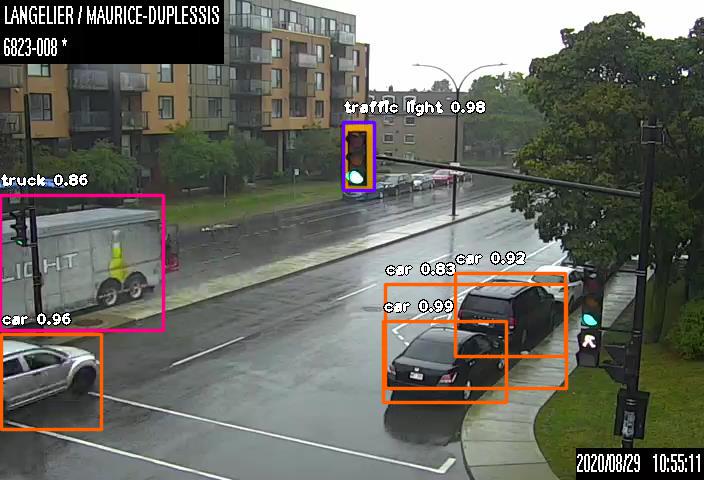 LANGELIER / MAURICE-DUPLESSIS
6823-008 *
traffic light 0.98
truck 0.86
LIGHT
car 0.92
car 0.83
car 0.99
car 0.96
2020/08/29 10:55:11